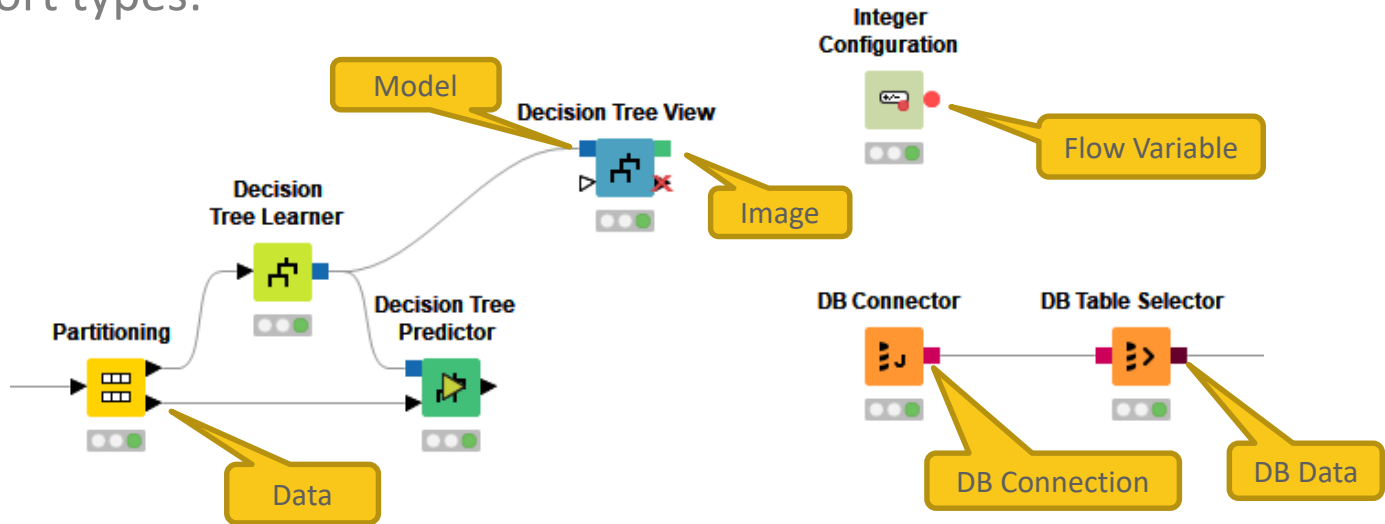 ort types:
Integer
Configuration
Model
Decision Tree View
Flow Variable
Image
Decision
Tree Learner
Decision Tree
Predictor
Partitioning
DB Connector
DB Table Selector
Data
DB Connection
DB Data